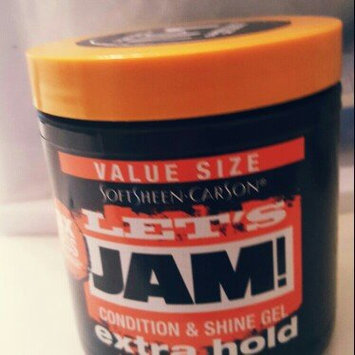 VALUE SIZE
SOFTSHEEN-CARSON®
LET'S
JAM!
CONDITION & SHINE GEL
extra hold